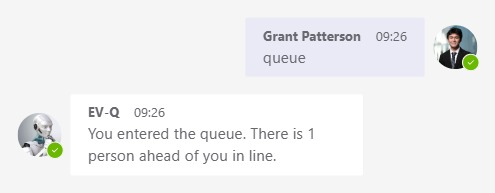 Grant Patterson 09:26
queue
EV-Q 09:26
You entered the queue. There is 1
person ahead of you in line.